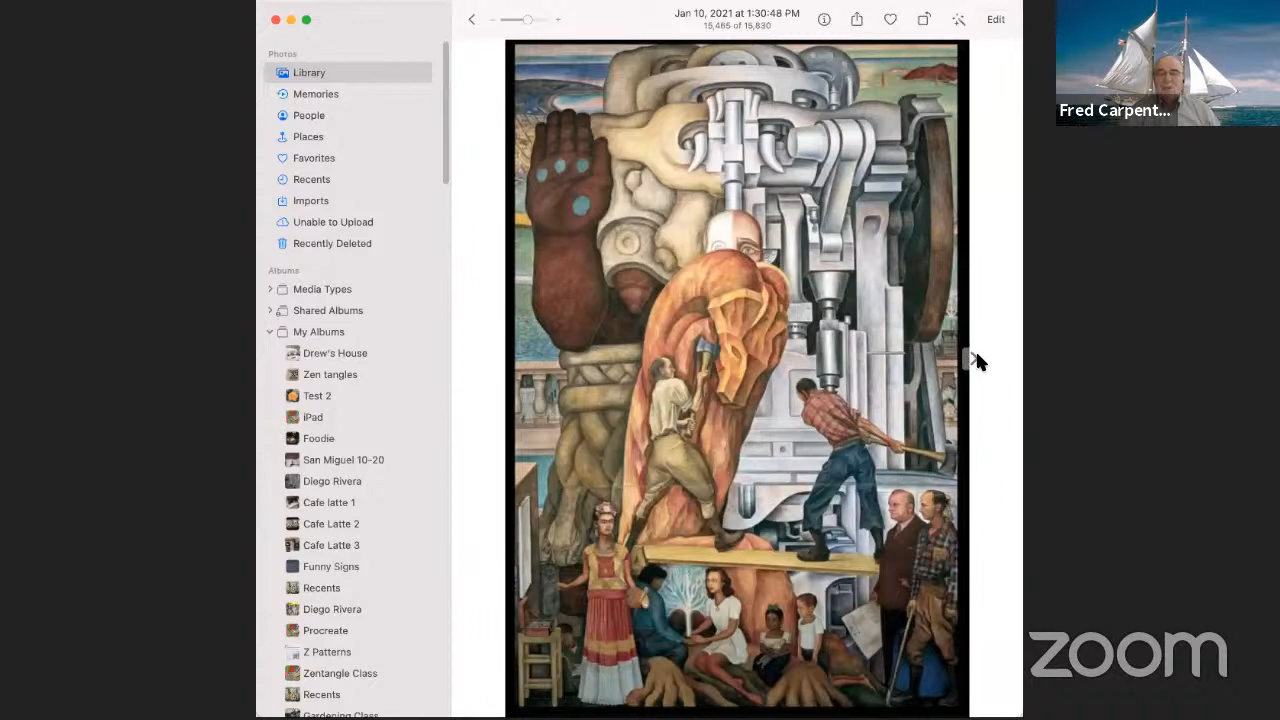 Jan 10, 2021 at 1:30:48 PM
15,465 of 15,830
Edit
Photos
Library
Memories
People
Places
Favorites
Recents
Imports
Unable to Upload
Recently Deleted
Albums
Media Types
Shared Albums
My Albums
Drew's House
Zen tangles
Test 2
iPad
Foodie
San Miguel 10-20
Diego Rivera
Cafe latte 1
Cafe Latte 2
Cafe Latte 3
Funny Signs
Recents
Diego Rivera
Procreate
Z Patterns
Zentangle Class
Recents
Gardening Class
Fred Carpent...
zoom